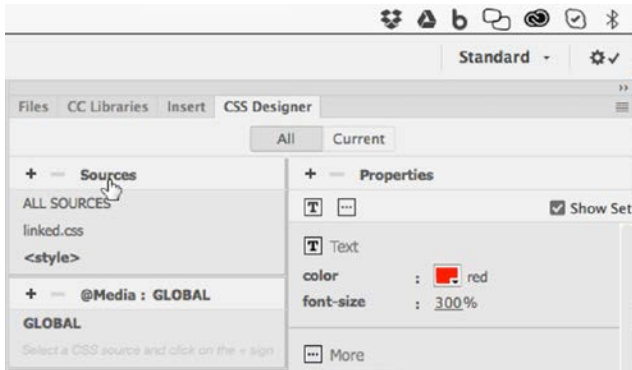 Standard
Files CC Libraries Insert CSS Designer
All Current
+ − Sources
ALL SOURCES
linked.css
<style>
+ − @Media : GLOBAL
GLOBAL
Select a CSS source and click on the + sign
+ − Properties
T ... Show Set
T Text
color : red
font-size : 300%
... More